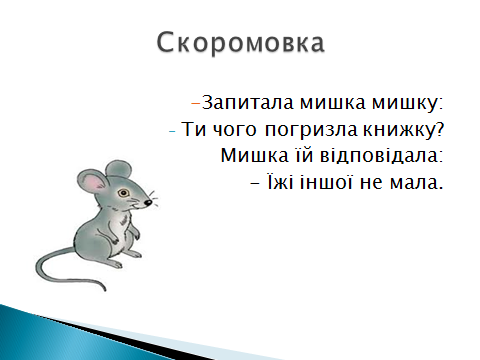 Скоромовка
-Запитала мишка мишку:
- Ти чого погризла книжку?
Мишка їй відповідала:
- Їжі іншої не мала.